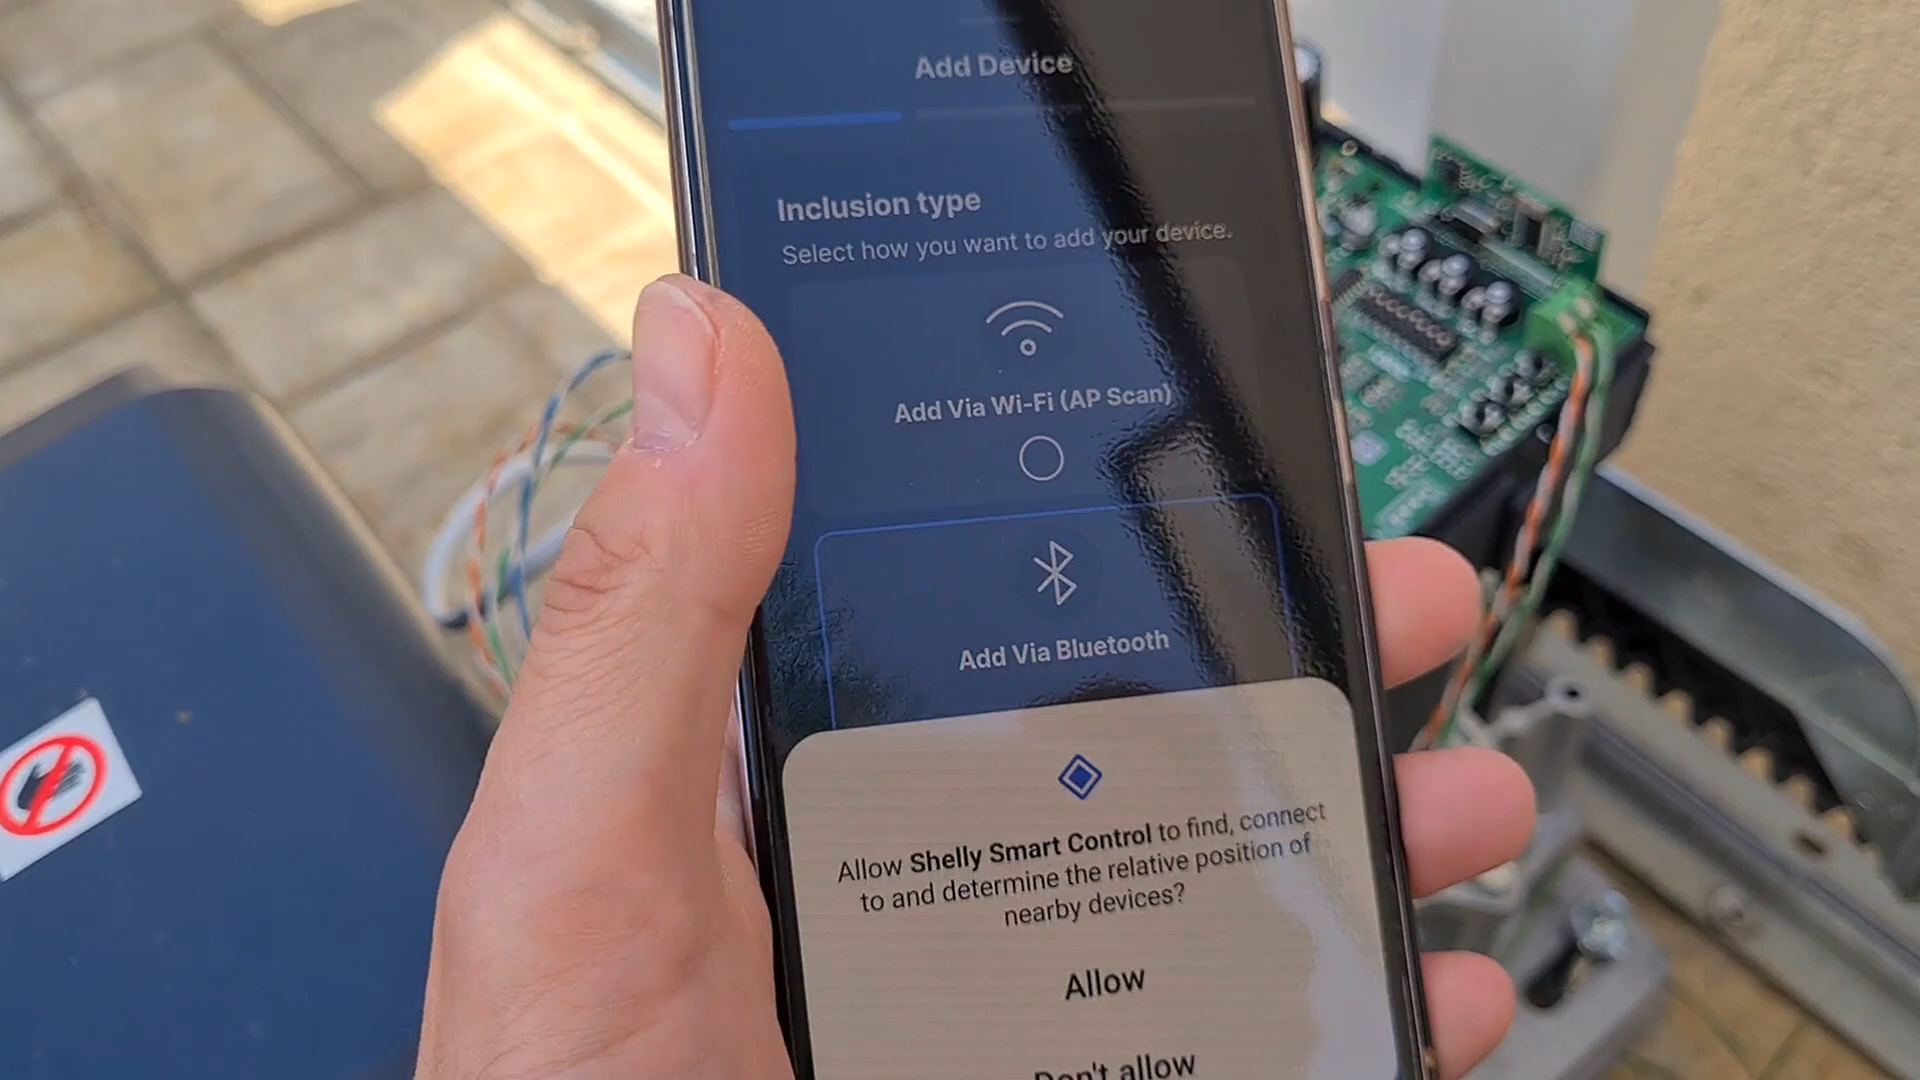 Add Device
Inclusion type
Select how you want to add your device.
Add Via Wi-Fi (AP Scan)
Add Via Bluetooth
Allow Shelly Smart Control to find, connect
to and determine the relative position of
nearby devices?
Allow
Don't allow